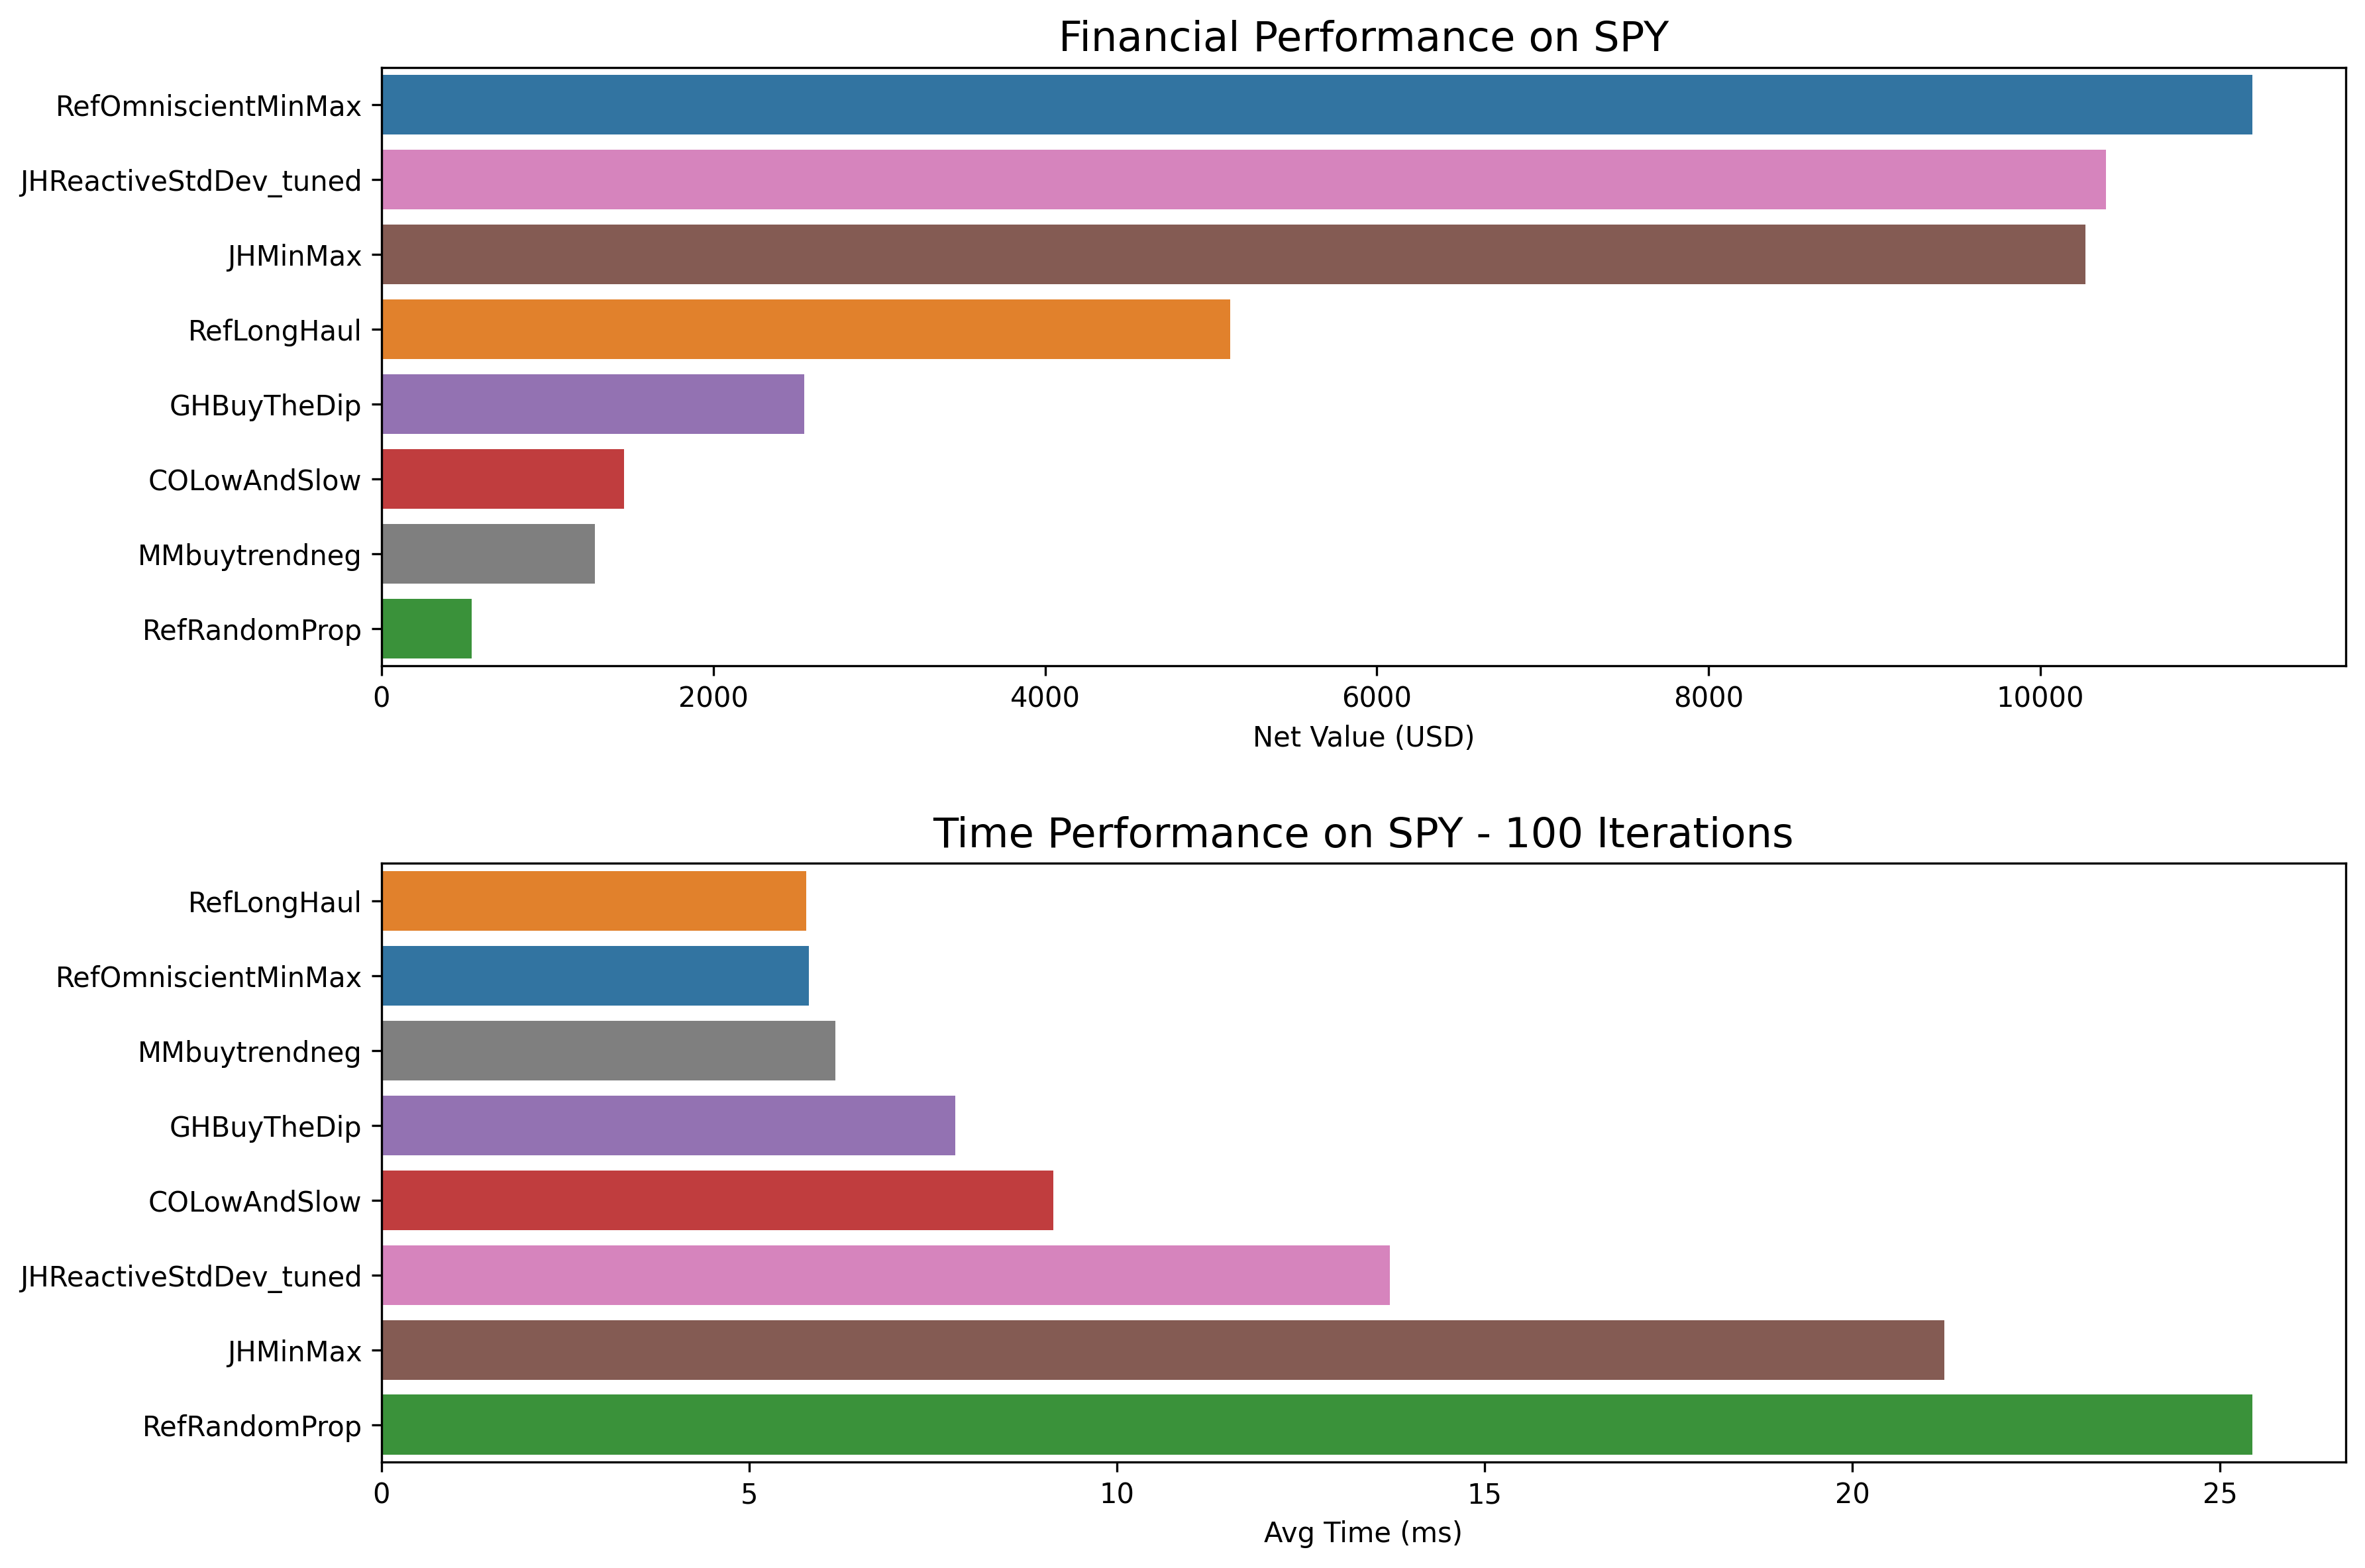 Financial Performance on SPY
RefOmniscientMinMax
JHReactiveStdDev_tuned
JHMinMax
RefLongHaul
GHBuyTheDip
COLowAndSlow
MMbuytrendneg
RefRandomProp
0 2000 4000 6000 8000 10000
Net Value (USD)
Time Performance on SPY - 100 Iterations
RefLongHaul
RefOmniscientMinMax
MMbuytrendneg
GHBuyTheDip
COLowAndSlow
JHReactiveStdDev_tuned
JHMinMax
RefRandomProp
0 5 10 15 20 25
Avg Time (ms)